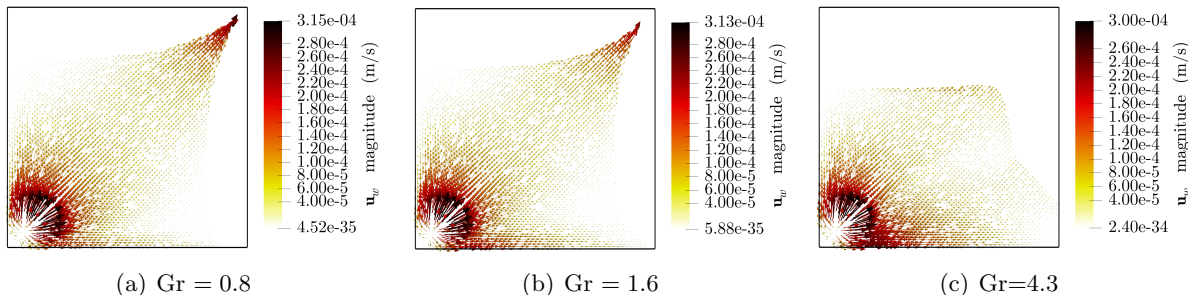 3.15e-04
2.80e-4
2.60e-4
2.40e-4
2.20e-4
2.00e-4
1.80e-4
1.60e-4
1.40e-4
1.20e-4
1.00e-4
8.00e-5
6.00e-5
4.00e-5
4.52e-35
u_w magnitude (m/s)
(a) Gr = 0.8
3.13e-04
2.80e-4
2.60e-4
2.40e-4
2.20e-4
2.00e-4
1.80e-4
1.60e-4
1.40e-4
1.20e-4
1.00e-4
8.00e-5
6.00e-5
4.00e-5
5.88e-35
u_w magnitude (m/s)
(b) Gr = 1.6
3.00e-04
2.60e-4
2.40e-4
2.20e-4
2.00e-4
1.80e-4
1.60e-4
1.40e-4
1.20e-4
1.00e-4
8.00e-5
6.00e-5
4.00e-5
2.40e-34
u_w magnitude (m/s)
(c) Gr=4.3